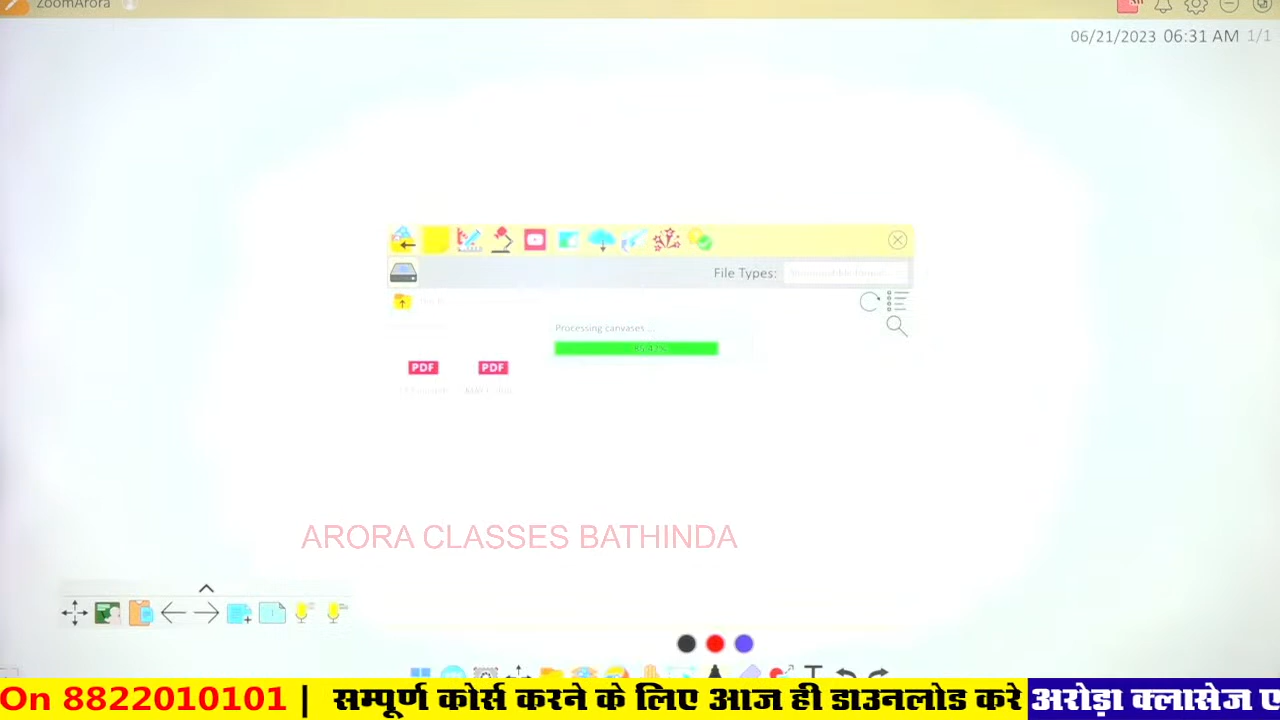 ZoomArora
06/21/2023 06:31 AM 1/1
File Types:
Processing canvases ...
PDF PDF
ARORA CLASSES BATHINDA
T
On 8822010101 | सम्पूर्ण कोर्स करने के लिए आज ही डाउनलोड करे अरोड़ा क्लासेज ए